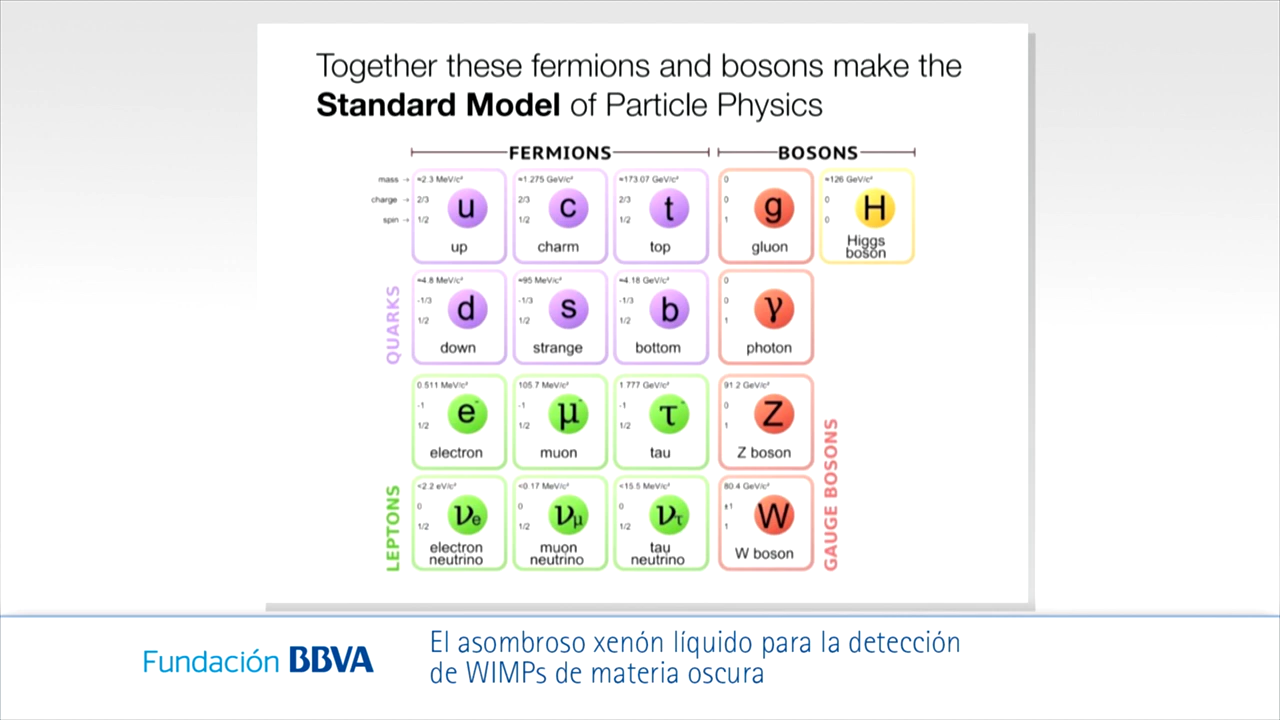 Together these fermions and bosons make the
Standard Model of Particle Physics
FERMIONS BOSONS
mass → ≈2.3 MeV/c² ≈1.275 GeV/c² ≈173.07 GeV/c² 0 ≈126 GeV/c²
charge → 2/3 2/3 2/3 0 0
spin → 1/2 1/2 1/2 1 0
u c t g H
up charm top gluon Higgs
boson
QUARKS
≈4.8 MeV/c² ≈95 MeV/c² ≈4.18 GeV/c² 0
-1/3 -1/3 -1/3 0
1/2 1/2 1/2 1
d s b γ
down strange bottom photon
0.511 MeV/c² 105.7 MeV/c² 1.777 GeV/c² 91.2 GeV/c²
-1 -1 -1 0
1/2 1/2 1/2 1
e⁻ μ⁻ τ⁻ Z
electron muon tau Z boson
LEPTONS
<2.2 eV/c² <0.17 MeV/c² <15.5 MeV/c² 80.4 GeV/c²
0 0 0 ±1
1/2 1/2 1/2 1
νe νμ ντ W
electron muon tau W boson
neutrino neutrino neutrino
GAUGE BOSONS
Fundación BBVA
El asombroso xenón líquido para la detección
de WIMPs de materia oscura